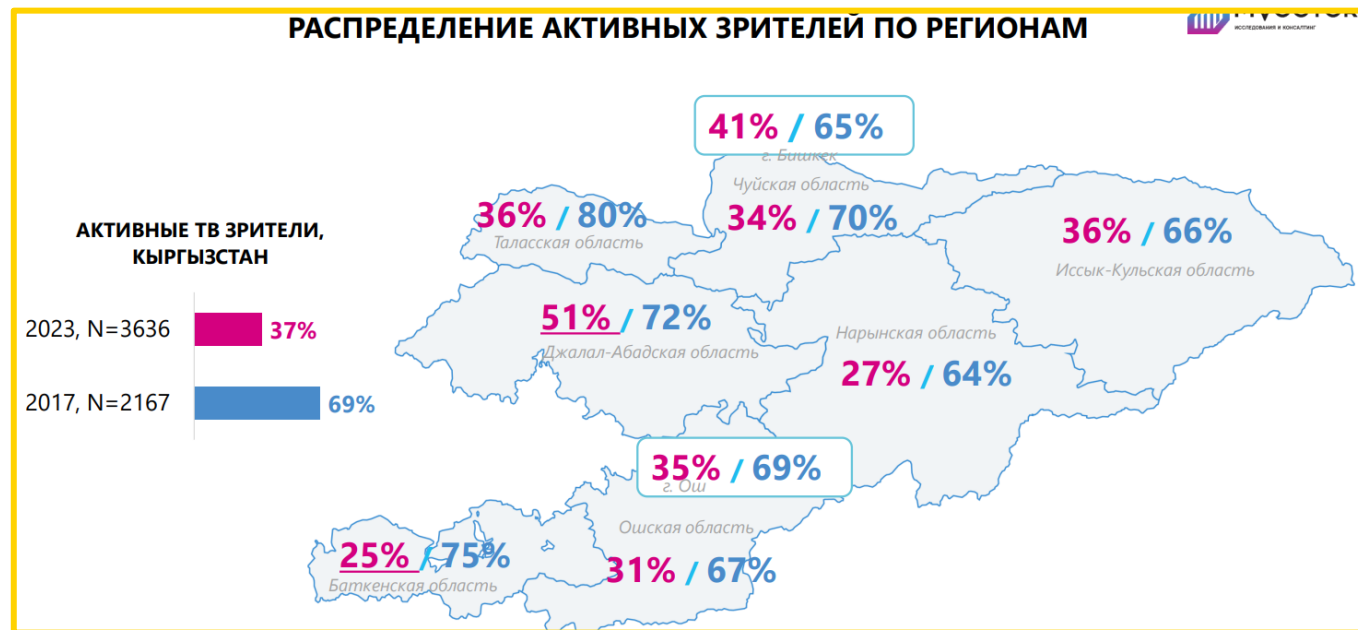 РАСПРЕДЕЛЕНИЕ АКТИВНЫХ ЗРИТЕЛЕЙ ПО РЕГИОНАМ
ИССЛЕДОВАНИЯ И КОНСАЛТИНГ
41% / 65%
г. Бишкек
Чуйская область
34% / 70%
36% / 80%
Таласская область
36% / 66%
Иссык-Кульская область
АКТИВНЫЕ ТВ ЗРИТЕЛИ,
КЫРГЫЗСТАН
2023, N=3636
37%
2017, N=2167
69%
51% / 72%
Джалал-Абадская область
Нарынская область
27% / 64%
35% / 69%
г. Ош
Ошская область
31% / 67%
25% / 75%
Баткенская область